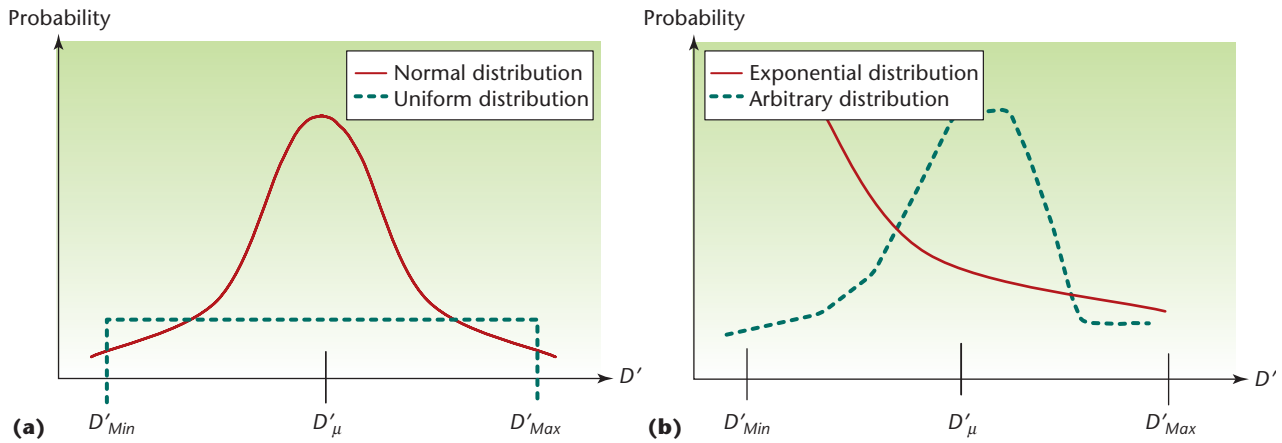 Probability
Normal distribution
Uniform distribution
D′
(a)
D′Min
D′μ
D′Max
Probability
Exponential distribution
Arbitrary distribution
D′
(b)
D′Min
D′μ
D′Max